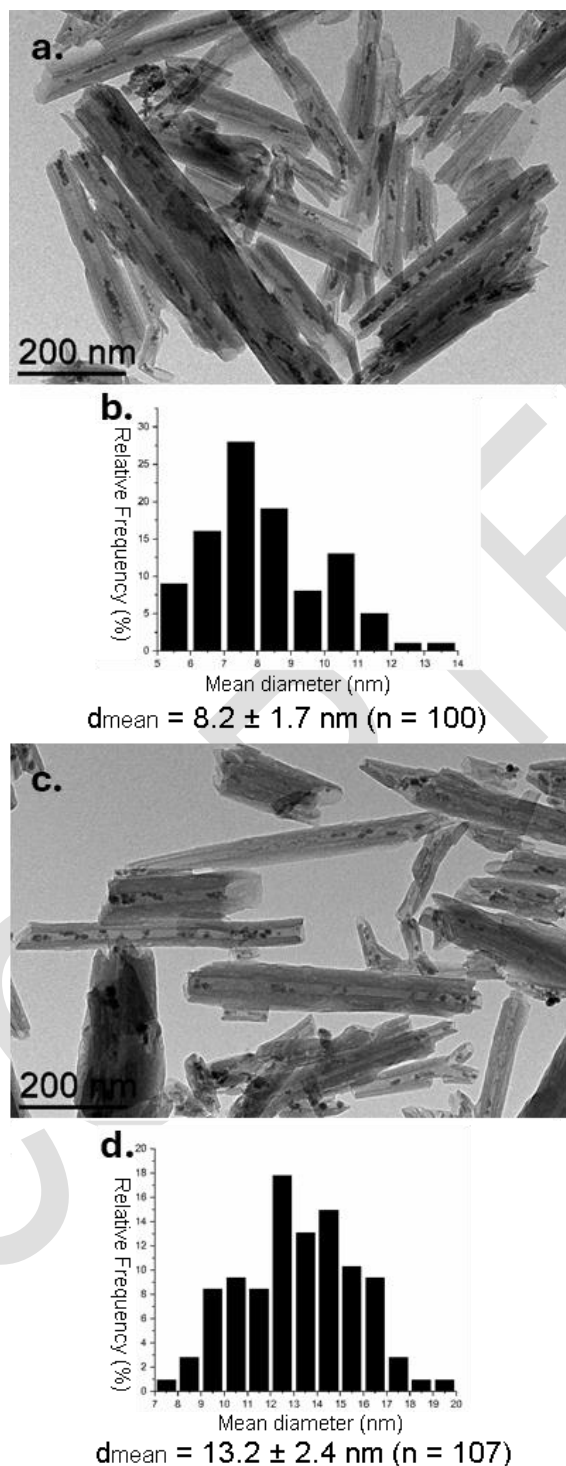 a.
200 nm
b.
Relative Frequency (%)
30
25
20
15
10
5
0
5 6 7 8 9 10 11 12 13 14
Mean diameter (nm)
dmean = 8.2 ± 1.7 nm (n = 100)
c.
200 nm
d.
Relative Frequency (%)
20
18
16
14
12
10
8
6
4
2
0
7 8 9 10 11 12 13 14 15 16 17 18 19 20
Mean diameter (nm)
dmean = 13.2 ± 2.4 nm (n = 107)